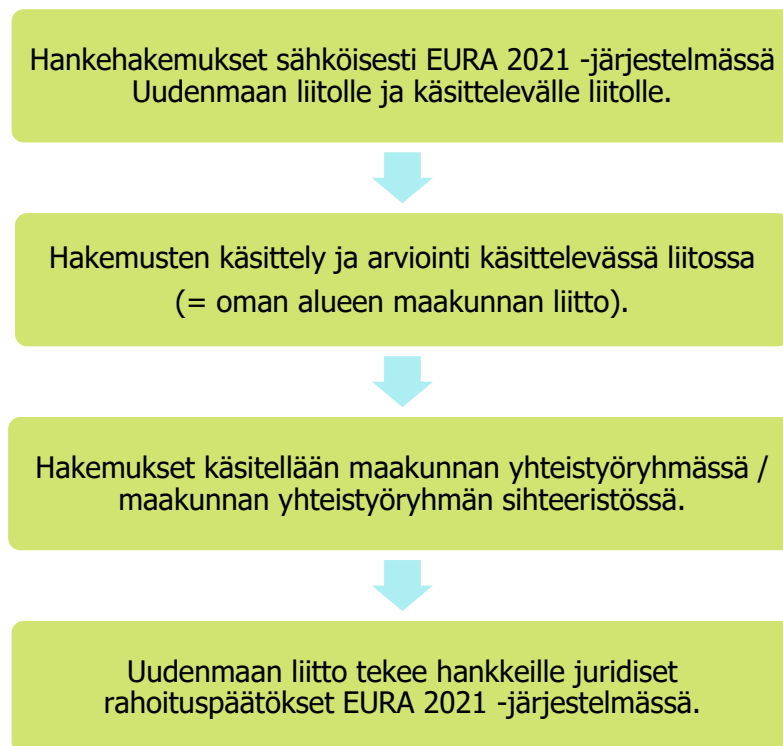 Hankehakemukset sähköisesti EURA 2021 -järjestelmässä
Uudenmaan liitolle ja käsittelevälle liitolle.
Hakemusten käsittely ja arviointi käsittelevässä liitossa
(= oman alueen maakunnan liitto).
Hakemukset käsitellään maakunnan yhteistyöryhmässä /
maakunnan yhteistyöryhmän sihteeristössä.
Uudenmaan liitto tekee hankkeille juridiset
rahoituspäätökset EURA 2021 -järjestelmässä.